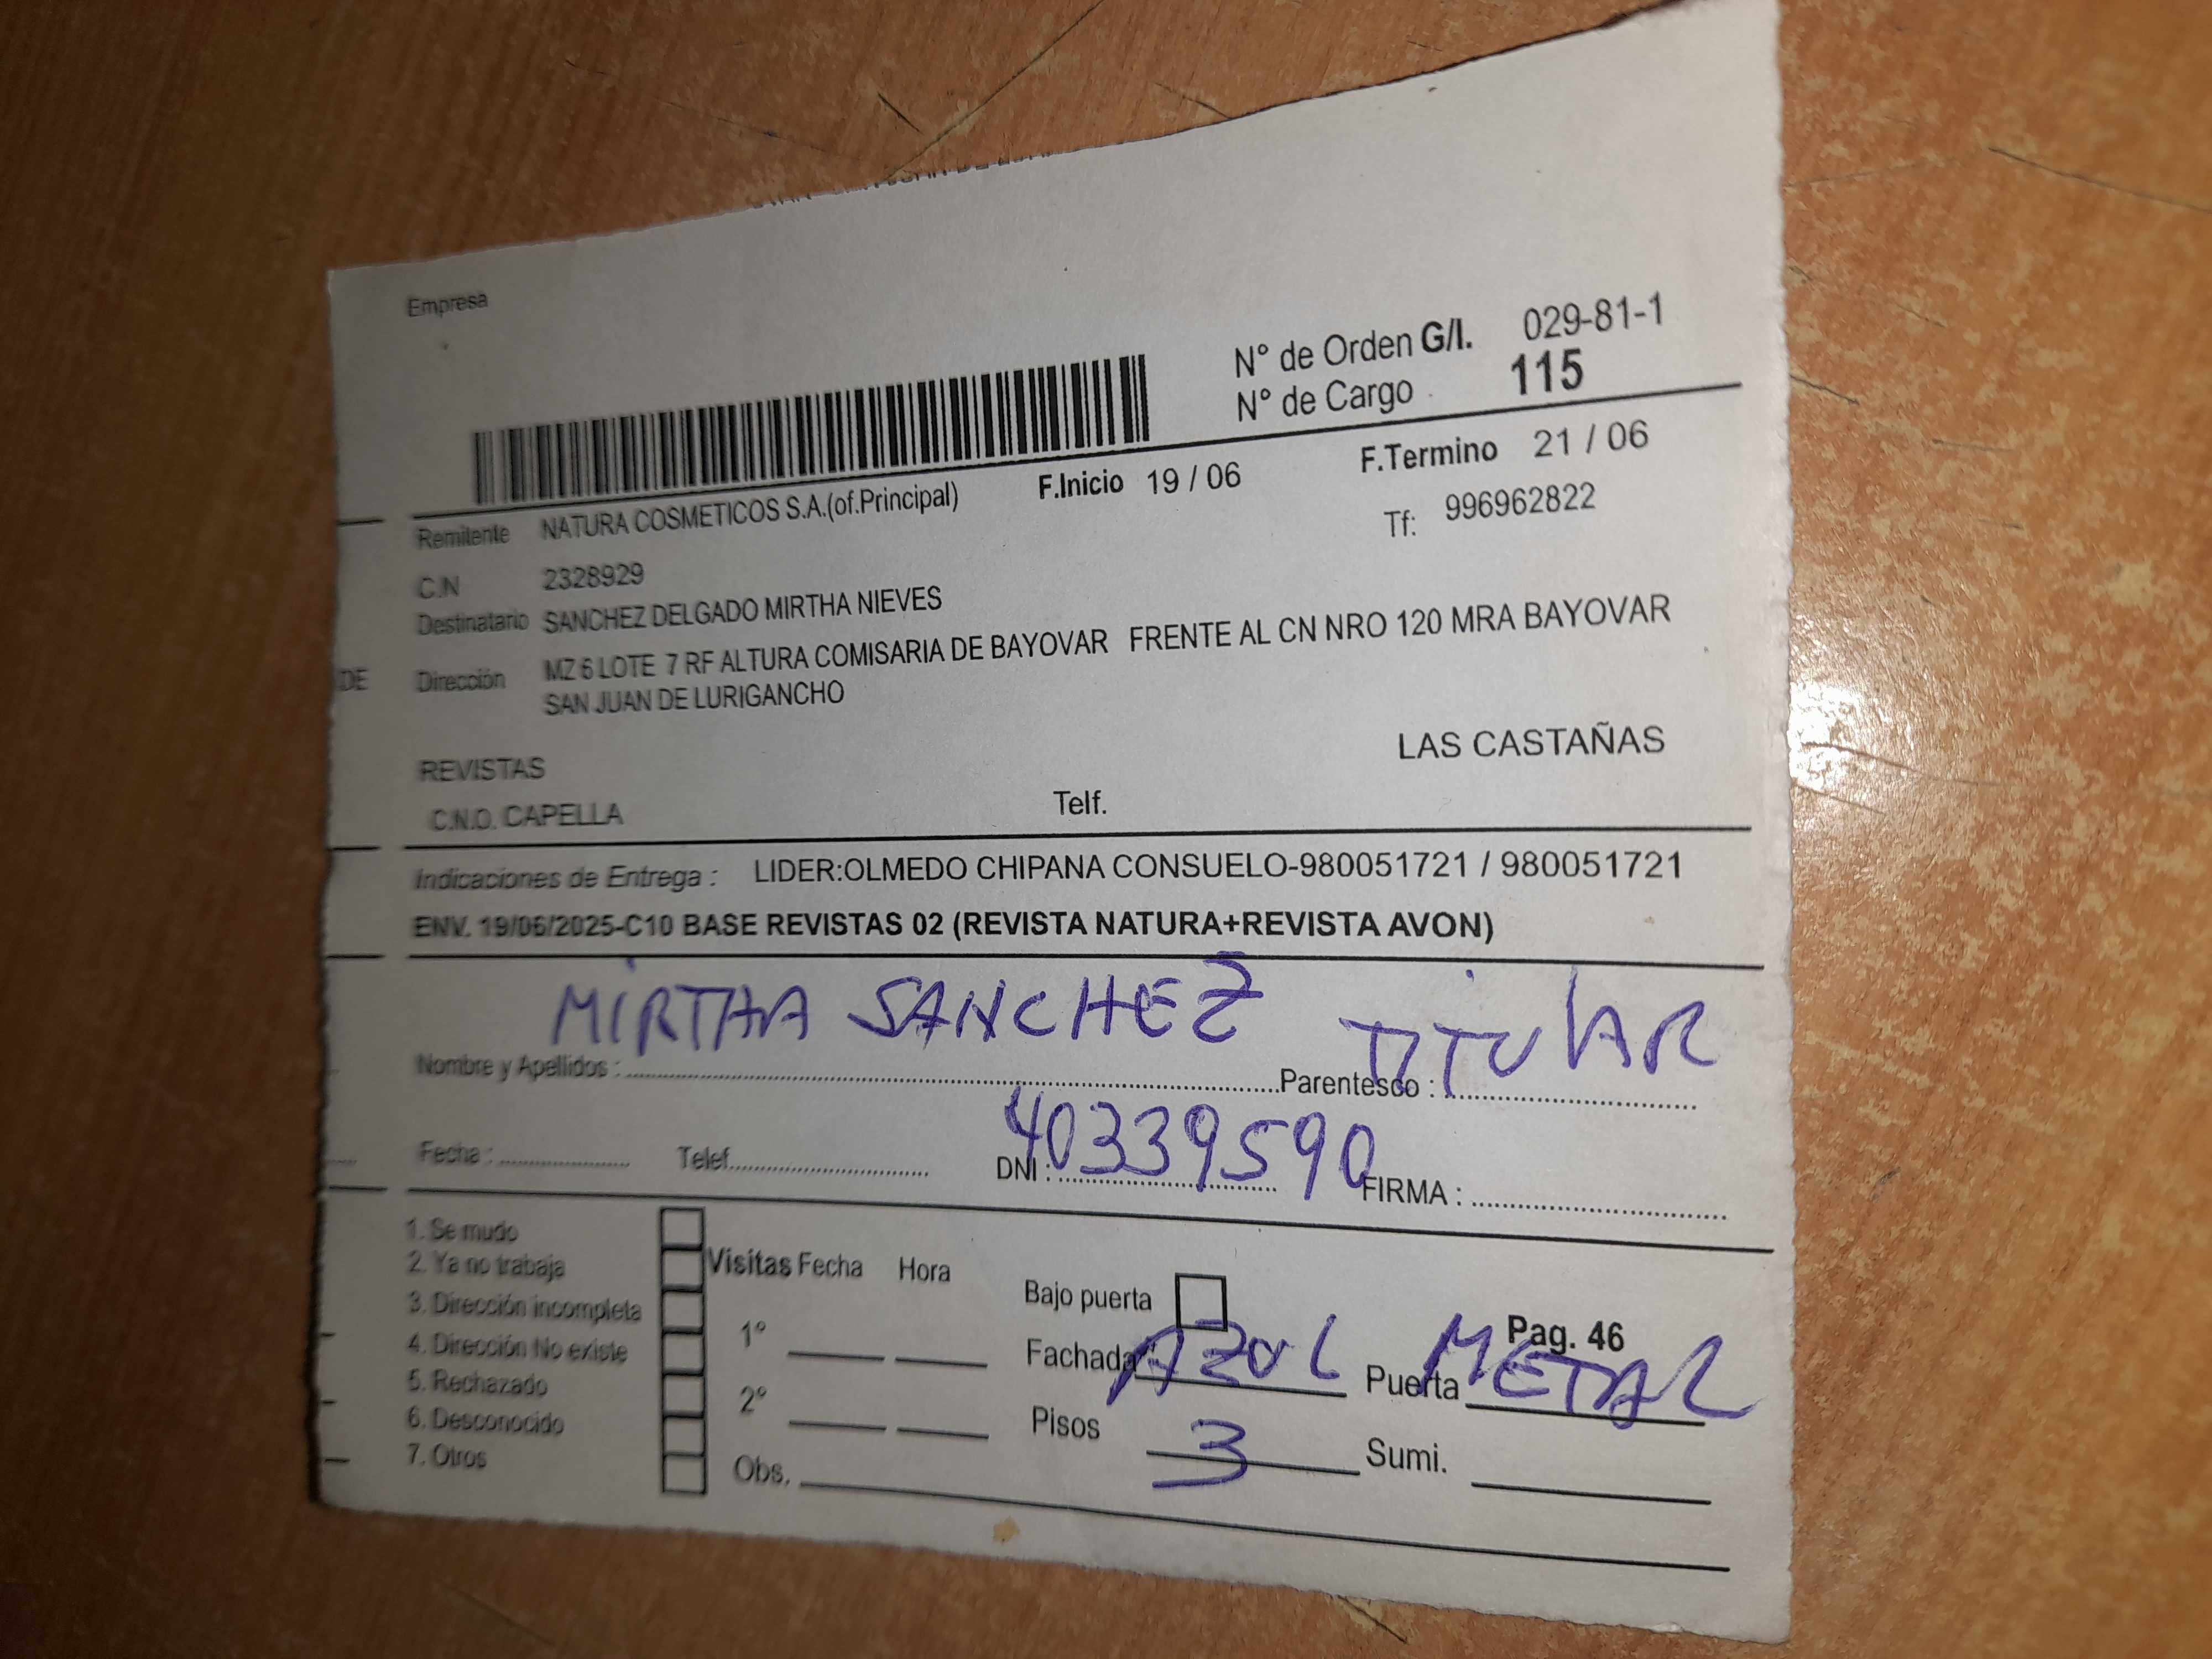 Empresa
N° de Orden G/I. 029-81-1
N° de Cargo 115
F.Inicio 19 / 06 F.Termino 21 / 06
Remitente NATURA COSMETICOS S.A.(of.Principal) Tf: 996962822
C.N 2328929
Destinatario SANCHEZ DELGADO MIRTHA NIEVES
DE Dirección MZ 6 LOTE 7 RF ALTURA COMISARIA DE BAYOVAR FRENTE AL CN NRO 120 MRA BAYOVAR
SAN JUAN DE LURIGANCHO
LAS CASTAÑAS
REVISTAS
C.N.O. CAPELLA Telf.
Indicaciones de Entrega : LIDER:OLMEDO CHIPANA CONSUELO-980051721 / 980051721
ENV. 19/06/2025-C10 BASE REVISTAS 02 (REVISTA NATURA+REVISTA AVON)
Nombre y Apellidos : MIRTHA SANCHEZ Parentesco : TITULAR
Fecha : Telef. DNI : 40339590 FIRMA :
1. Se mudo
2. Ya no trabaja
3. Dirección incompleta
4. Dirección No existe
5. Rechazado
6. Desconocido
7. Otros
Visitas Fecha Hora
1°
2°
Obs.
Bajo puerta
Pag. 46
Fachada AZUL Puerta METAL
Pisos 3 Sumi.